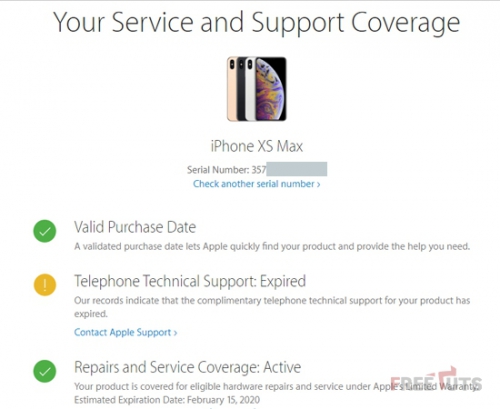 Your Service and Support Coverage
iPhone XS Max
Serial Number: 357
Check another serial number ›
Valid Purchase Date
A validated purchase date lets Apple quickly find your product and provide the help you need.
Telephone Technical Support: Expired
Our records indicate that the complimentary telephone technical support for your product has
expired.
Contact Apple Support ›
Repairs and Service Coverage: Active
Your product is covered for eligible hardware repairs and service under Apple's Limited Warranty.
Estimated Expiration Date: February 15, 2020
FREETUTS